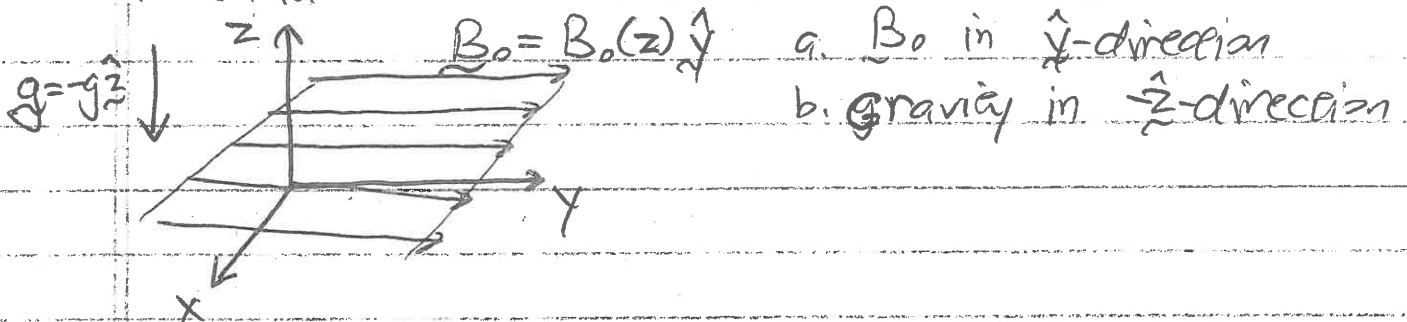 z
B₀ = B₀(z) ŷ
a. B₀ in ŷ-direction
g = -gẑ
b. gravity in -ẑ-direction
Y
X